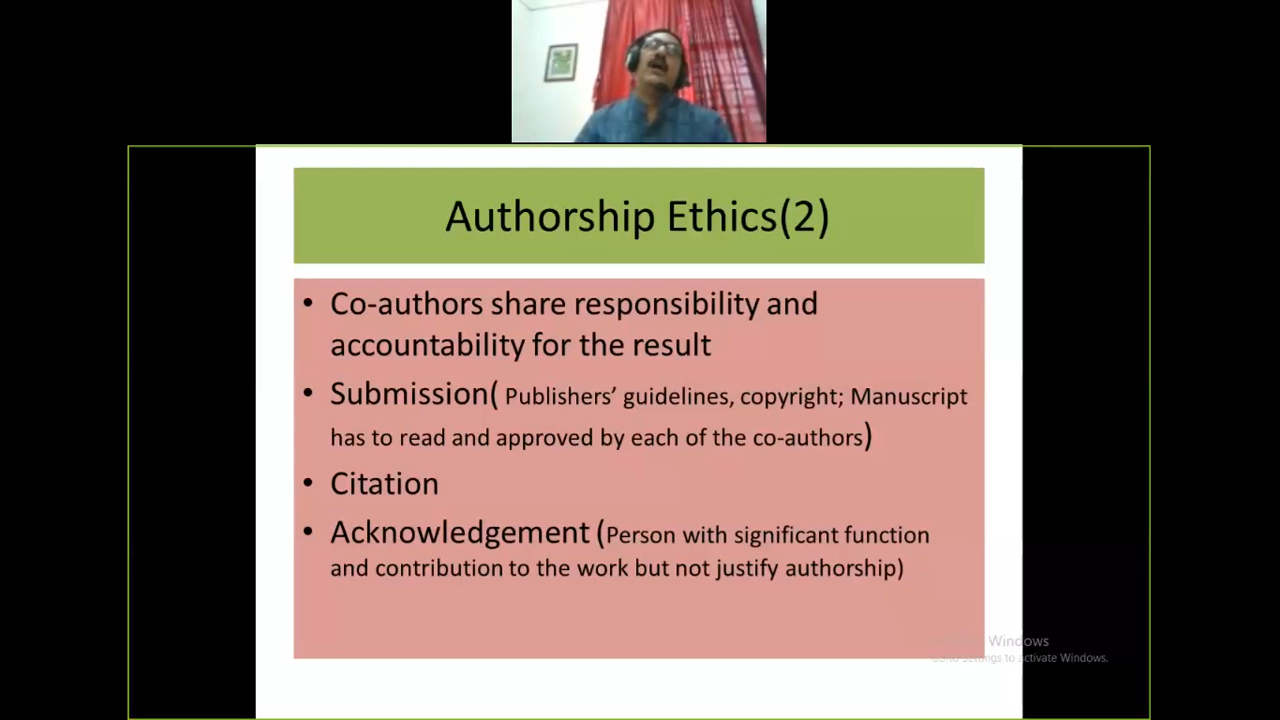 Authorship Ethics(2)
• Co-authors share responsibility and
accountability for the result
• Submission( Publishers’ guidelines, copyright; Manuscript
has to read and approved by each of the co-authors)
• Citation
• Acknowledgement (Person with significant function
and contribution to the work but not justify authorship)
Windows
Settings to activate Windows.